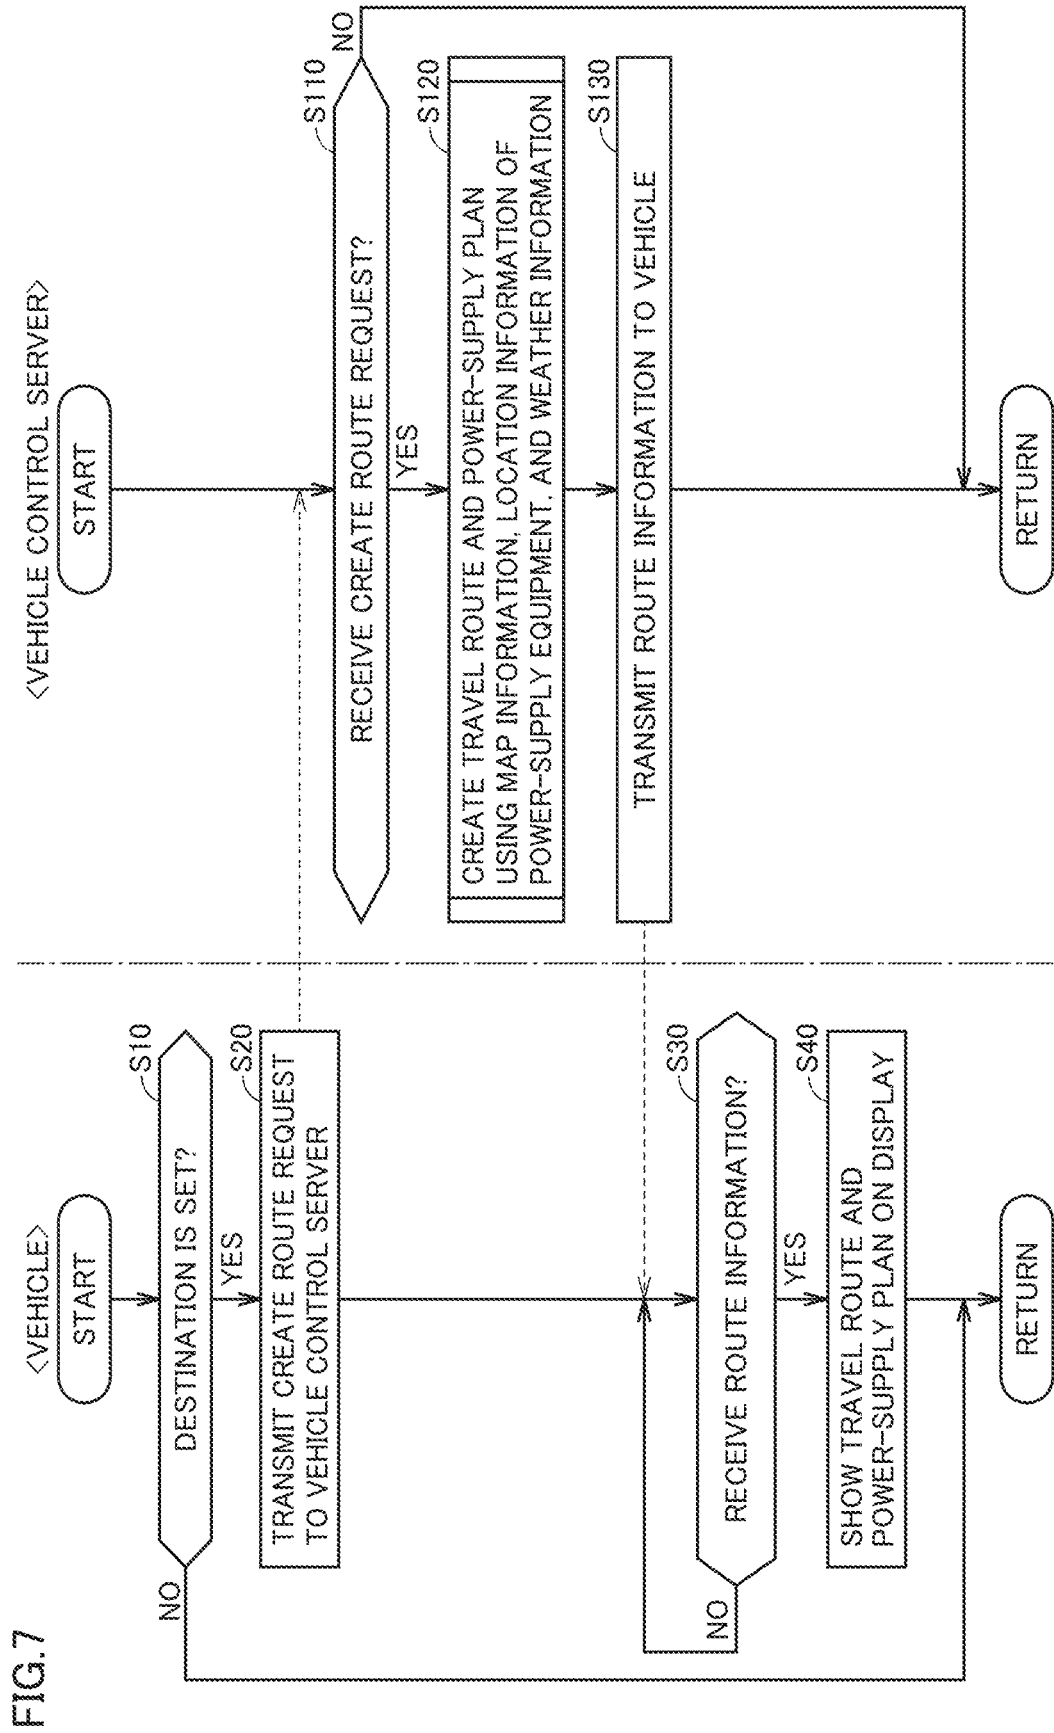 FIG.7
<VEHICLE>
START
S10
DESTINATION IS SET?
NO
YES
S20
TRANSMIT CREATE ROUTE REQUEST
TO VEHICLE CONTROL SERVER
S30
RECEIVE ROUTE INFORMATION?
NO
YES
S40
SHOW TRAVEL ROUTE AND
POWER-SUPPLY PLAN ON DISPLAY
RETURN
<VEHICLE CONTROL SERVER>
START
S110
RECEIVE CREATE ROUTE REQUEST?
NO
YES
S120
CREATE TRAVEL ROUTE AND POWER-SUPPLY PLAN
USING MAP INFORMATION, LOCATION INFORMATION OF
POWER-SUPPLY EQUIPMENT, AND WEATHER INFORMATION
S130
TRANSMIT ROUTE INFORMATION TO VEHICLE
RETURN